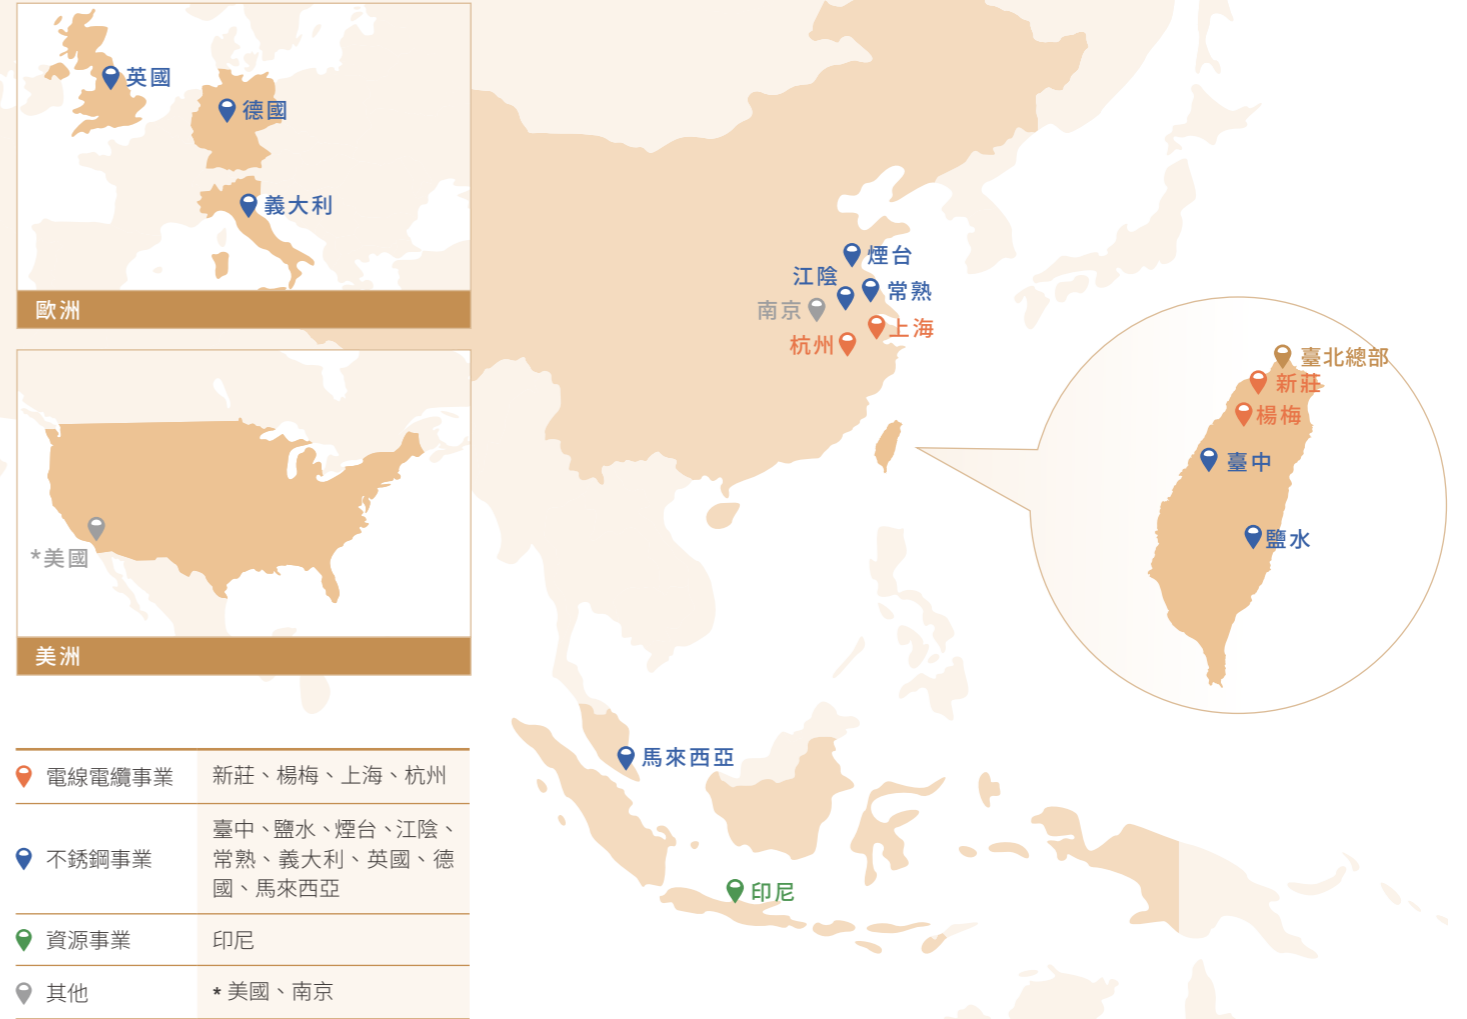 英國
德國
義大利
歐洲
*美國
美洲
煙台
江陰
常熟
南京
上海
杭州
臺北總部
新莊
楊梅
臺中
鹽水
馬來西亞
印尼
電線電纜事業
新莊、楊梅、上海、杭州
不銹鋼事業
臺中、鹽水、煙台、江陰、
常熟、義大利、英國、德
國、馬來西亞
資源事業
印尼
其他
* 美國、南京